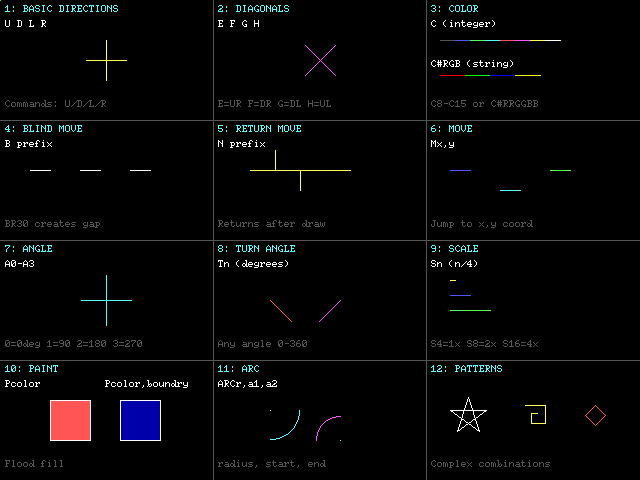 1: BASIC DIRECTIONS
U D L R
Commands: U/D/L/R
2: DIAGONALS
E F G H
E=UR F=DR G=DL H=UL
3: COLOR
C (integer)
C#RGB (string)
C8-C15 or C#RRGGBB
4: BLIND MOVE
B prefix
BR30 creates gap
5: RETURN MOVE
N prefix
Returns after draw
6: MOVE
Mx,y
Jump to x,y coord
7: ANGLE
A0-A3
0=0deg 1=90 2=180 3=270
8: TURN ANGLE
Tn (degrees)
Any angle 0-360
9: SCALE
Sn (n/4)
S4=1x S8=2x S16=4x
10: PAINT
Pcolor Pcolor,boundry
Flood fill
11: ARC
ARCr,a1,a2
radius, start, end
12: PATTERNS
Complex combinations